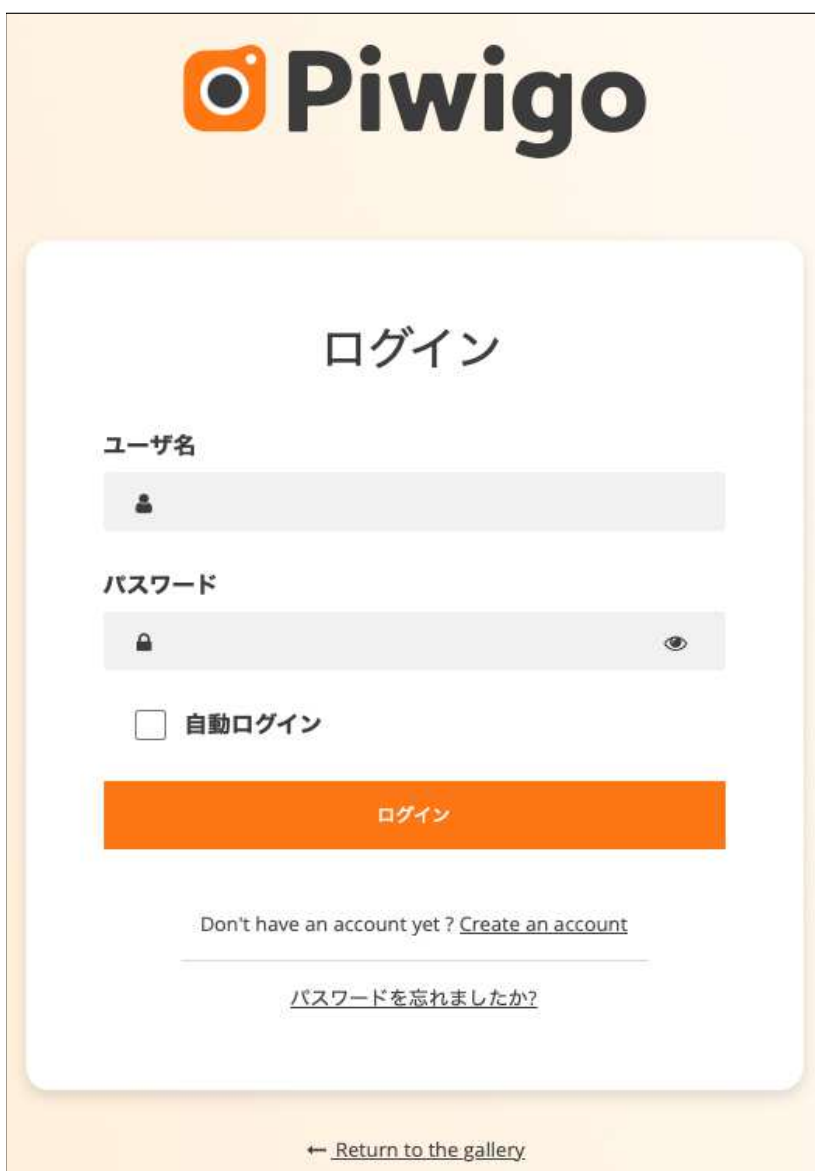 Piwigo
ログイン
ユーザ名
パスワード
自動ログイン
ログイン
Don't have an account yet ? Create an account
パスワードを忘れましたか?
← Return to the gallery